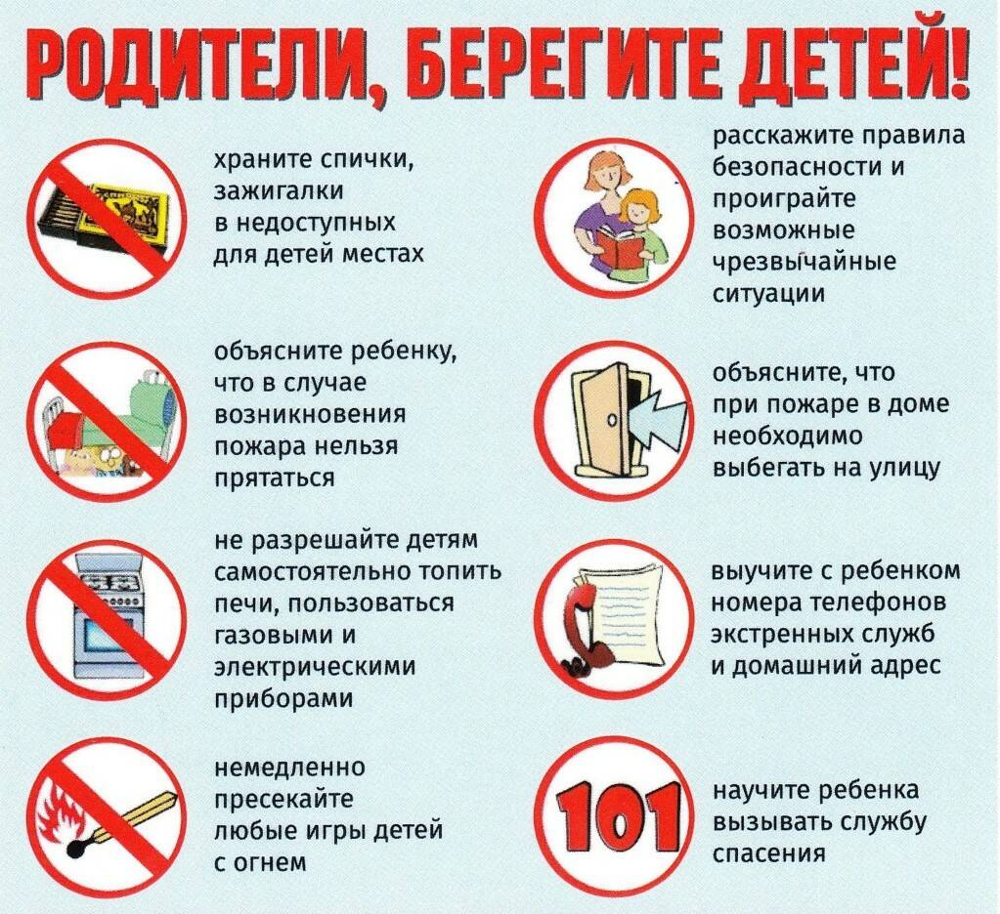 РОДИТЕЛИ, БЕРЕГИТЕ ДЕТЕЙ!
храните спички,
зажигалки
в недоступных
для детей местах
расскажите правила
безопасности и
проиграйте
возможные
чрезвычайные
ситуации
объясните ребенку,
что в случае
возникновения
пожара нельзя
прятаться
объясните, что
при пожаре в доме
необходимо
выбегать на улицу
не разрешайте детям
самостоятельно топить
печи, пользоваться
газовыми и
электрическими
приборами
выучите с ребенком
номера телефонов
экстренных служб
и домашний адрес
немедленно
пресекайте
любые игры детей
с огнем
101
научите ребенка
вызывать службу
спасения